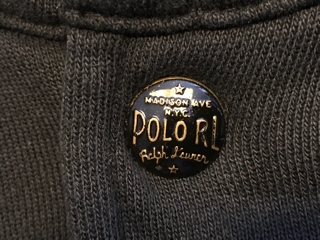 MADISON AVE
N.Y.C.
POLO RL
Ralph Lauren